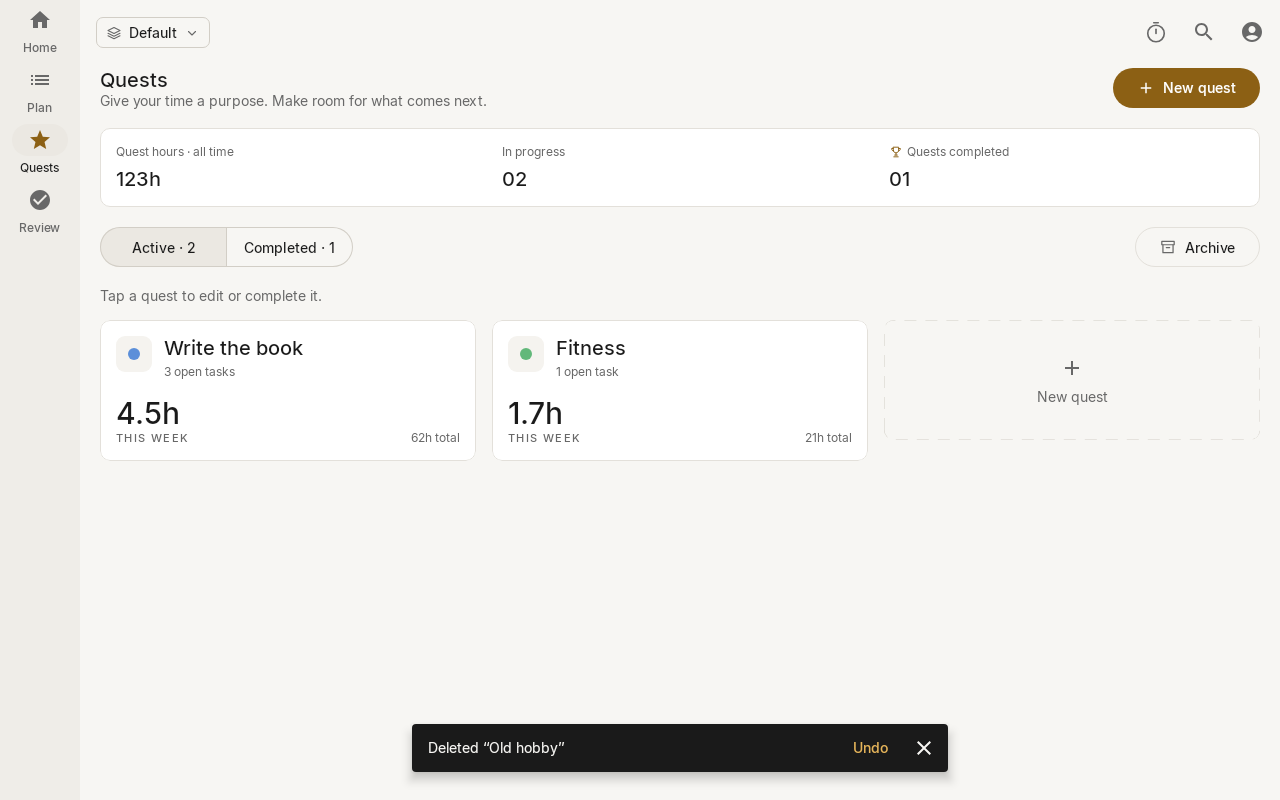 Home
Plan
Quests
Review
Default
Quests
Give your time a purpose. Make room for what comes next.
New quest
Quest hours · all time
123h
In progress
02
Quests completed
01
Active · 2
Completed · 1
Archive
Tap a quest to edit or complete it.
Write the book
3 open tasks
4.5h
THIS WEEK
62h total
Fitness
1 open task
1.7h
THIS WEEK
21h total
New quest
Deleted “Old hobby”
Undo